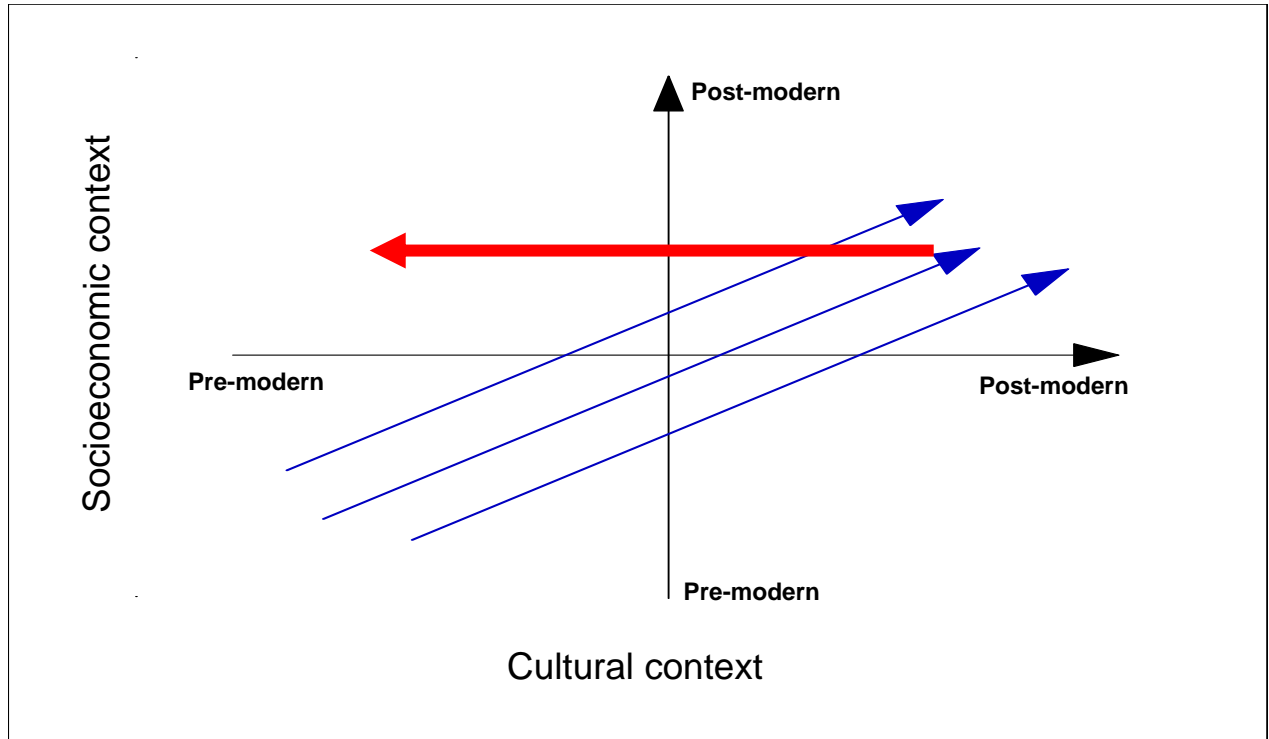 Post-modern
Socioeconomic context
Pre-modern
Post-modern
Pre-modern
Cultural context